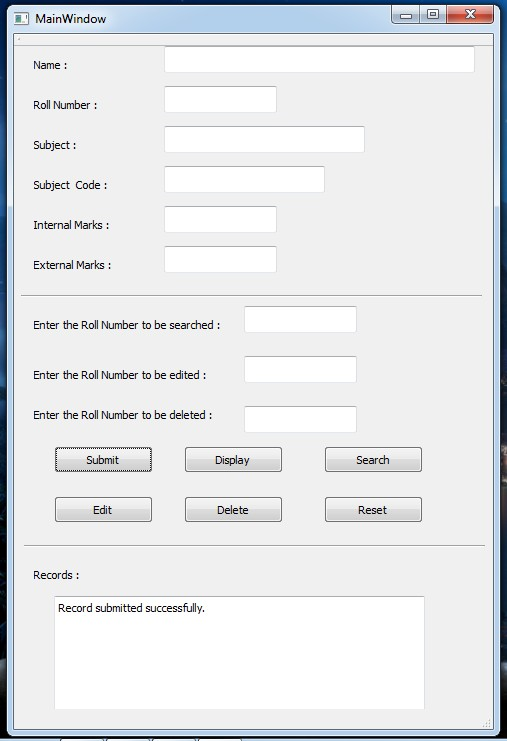 MainWindow
Name :
Roll Number :
Subject :
Subject Code :
Internal Marks :
External Marks :
Enter the Roll Number to be searched :
Enter the Roll Number to be edited :
Enter the Roll Number to be deleted :
Submit Display Search
Edit Delete Reset
Records :
Record submitted successfully.